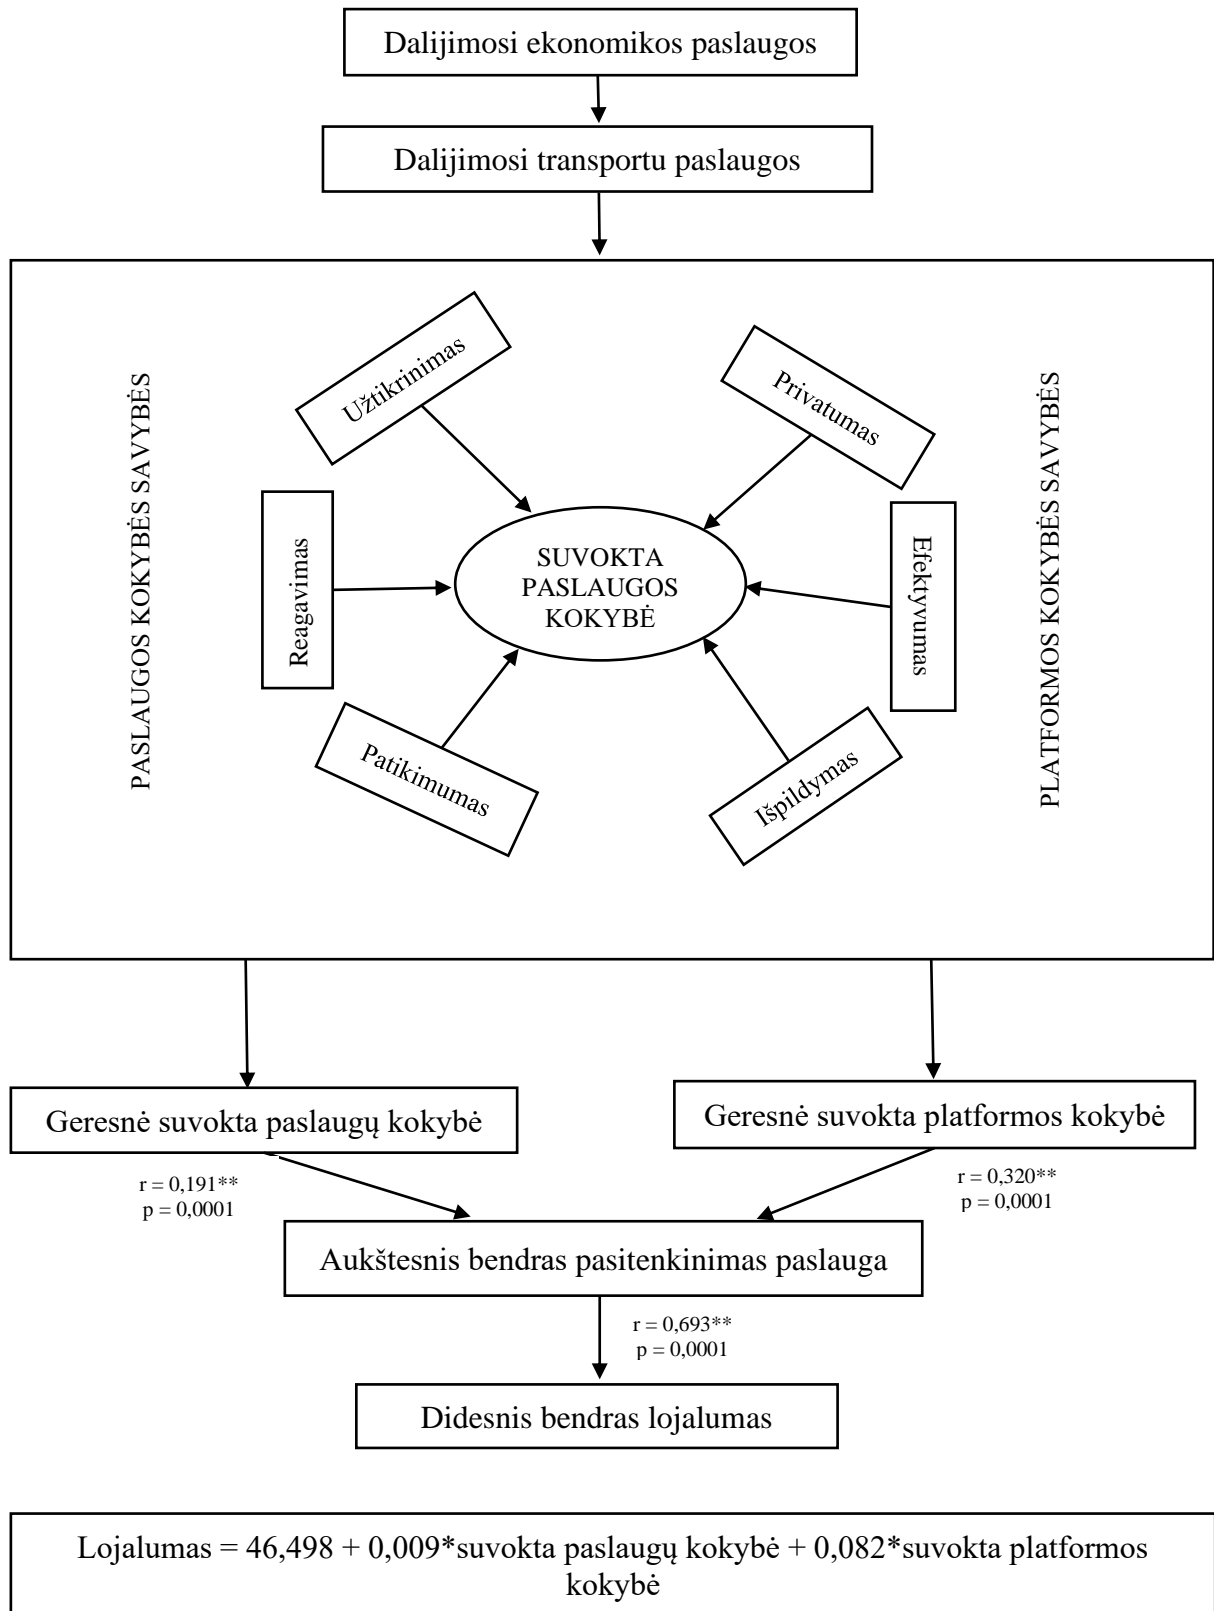 Dalijimosi ekonomikos paslaugos
Dalijimosi transportu paslaugos
PASLAUGOS KOKYBĖS SAVYBĖS
Užtikrinimas
Reagavimas
Patikimumas
SUVOKTA
PASLAUGOS
KOKYBĖ
Privatumas
Efektyvumas
Išpildymas
PLATFORMOS KOKYBĖS SAVYBĖS
Geresnė suvokta paslaugų kokybė
Geresnė suvokta platformos kokybė
r = 0,191**
p = 0,0001
r = 0,320**
p = 0,0001
Aukštesnis bendras pasitenkinimas paslauga
r = 0,693**
p = 0,0001
Didesnis bendras lojalumas
Lojalumas = 46,498 + 0,009*suvokta paslaugų kokybė + 0,082*suvokta platformos
kokybė